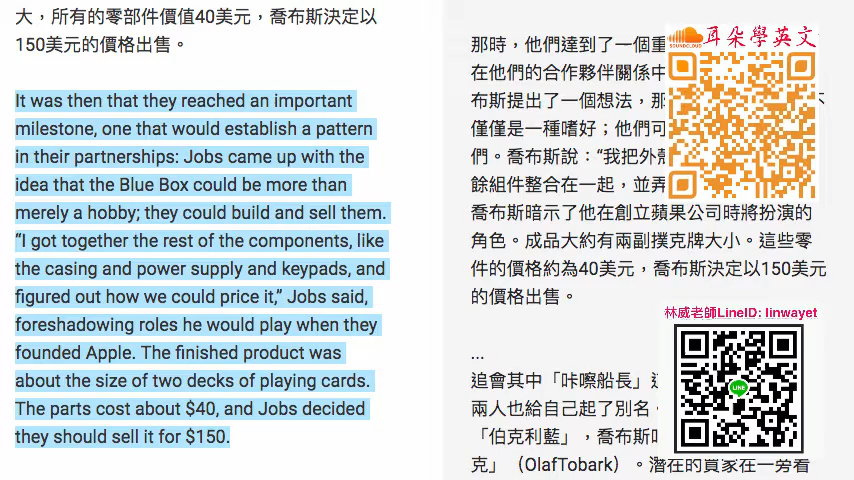 大，所有的零部件價值40美元，喬布斯決定以
150美元的價格出售。
It was then that they reached an important
milestone, one that would establish a pattern
in their partnerships: Jobs came up with the
idea that the Blue Box could be more than
merely a hobby; they could build and sell them.
“I got together the rest of the components, like
the casing and power supply and keypads, and
figured out how we could price it,” Jobs said,
foreshadowing roles he would play when they
founded Apple. The finished product was
about the size of two decks of playing cards.
The parts cost about $40, and Jobs decided
they should sell it for $150.
那時，他們達到了一個重
在他們的合作夥伴關係中
布斯提出了一個想法，那
僅僅是一種嗜好；他們可
們。喬布斯說：“我把外殼
餘組件整合在一起，並弄
喬布斯暗示了他在創立蘋果公司時將扮演的
角色。成品大約有兩副撲克牌大小。這些零
件的價格約為40美元，喬布斯決定以150美元
的價格出售。
...
追會其中「咔嚓船長」這
兩人也給自己起了別名。
「伯克利藍」，喬布斯叫
克」（OlafTobark）。潛在的買家在一旁看
SOUNDCLOUD
耳朵學英文
林威老師LineID: linwayet
LINE